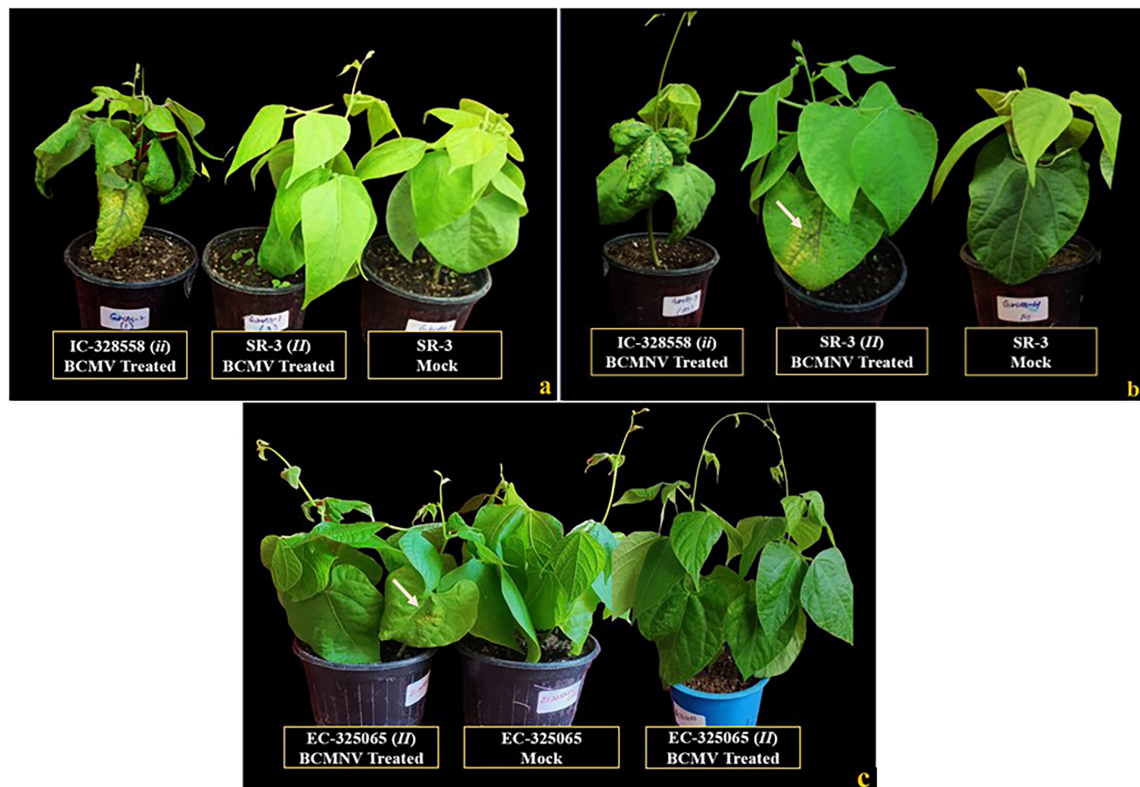 IC-328558 (ii)
BCMV Treated
SR-3 (II)
BCMV Treated
SR-3
Mock
a
IC-328558 (ii)
BCMNV Treated
SR-3 (II)
BCMNV Treated
SR-3
Mock
b
EC-325065 (II)
BCMNV Treated
EC-325065
Mock
EC-325065 (II)
BCMV Treated
c